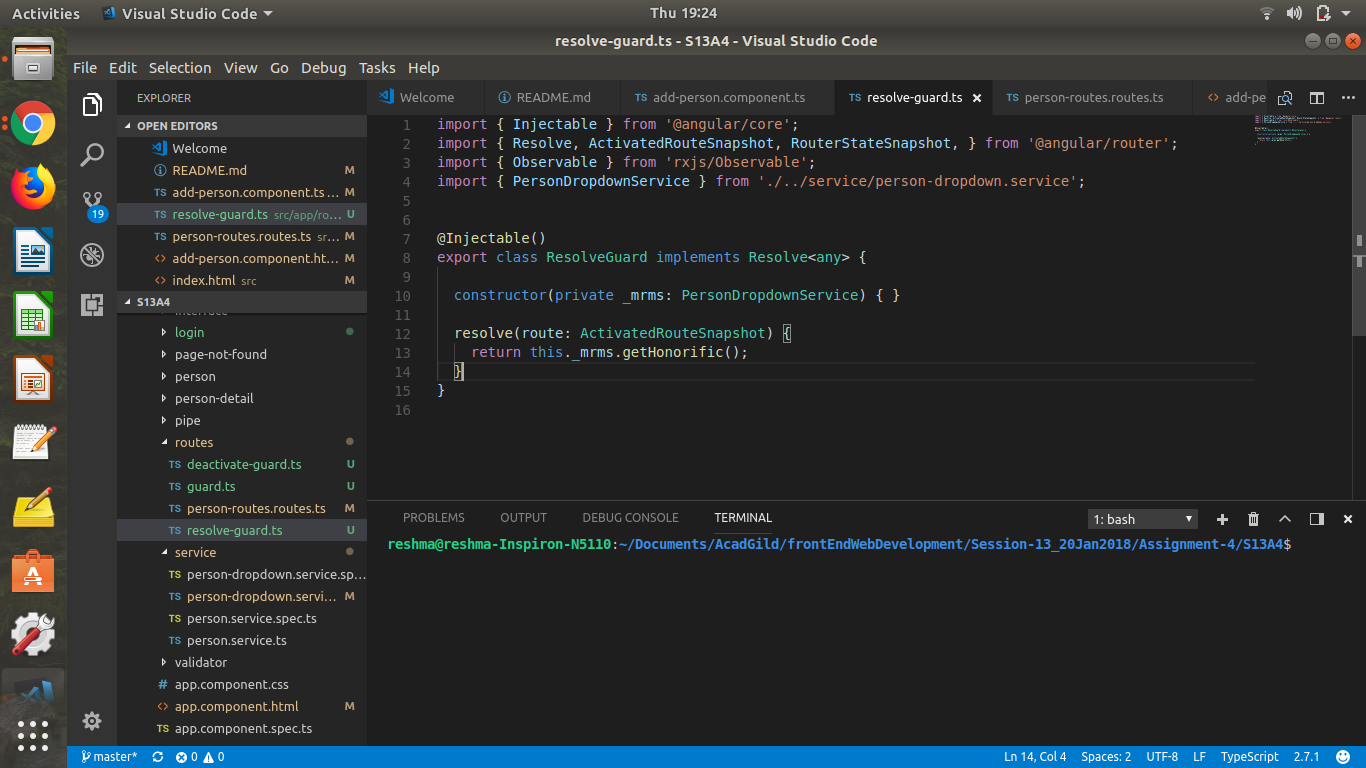 Activities
Visual Studio Code
Thu 19:24
resolve-guard.ts - S13A4 - Visual Studio Code
File Edit Selection View Go Debug Tasks Help
EXPLORER
OPEN EDITORS
Welcome
README.md M
TS add-person.component.ts ... M
TS resolve-guard.ts src/app/ro... U
TS person-routes.routes.ts sr... M
<> add-person.component.ht... M
<> index.html src M
S13A4
login
page-not-found
person
person-detail
pipe
routes
TS deactivate-guard.ts U
TS guard.ts U
TS person-routes.routes.ts M
TS resolve-guard.ts U
service
TS person-dropdown.service.sp...
TS person-dropdown.servi... M
TS person.service.spec.ts
TS person.service.ts
validator
# app.component.css
<> app.component.html M
TS app.component.spec.ts
19
Welcome
README.md
TS add-person.component.ts
TS resolve-guard.ts
TS person-routes.routes.ts
<> add-pe
1 import { Injectable } from '@angular/core';
2 import { Resolve, ActivatedRouteSnapshot, RouterStateSnapshot, } from '@angular/router';
3 import { Observable } from 'rxjs/Observable';
4 import { PersonDropdownService } from './../service/person-dropdown.service';
5
6
7 @Injectable()
8 export class ResolveGuard implements Resolve<any> {
9
10 constructor(private _mrms: PersonDropdownService) { }
11
12 resolve(route: ActivatedRouteSnapshot) {
13 return this._mrms.getHonorific();
14 }
15 }
16
PROBLEMS OUTPUT DEBUG CONSOLE TERMINAL
1: bash
reshma@reshma-Inspiron-N5110:~/Documents/AcadGild/frontEndWebDevelopment/Session-13_20Jan2018/Assignment-4/S13A4$
master* 0 0
Ln 14, Col 4 Spaces: 2 UTF-8 LF TypeScript 2.7.1